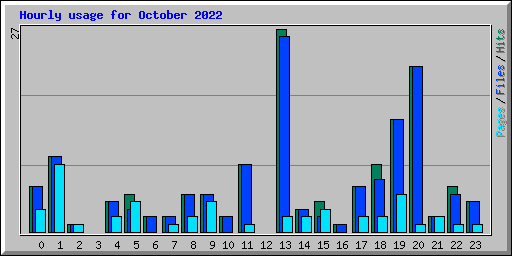 Hourly usage for October 2022
27
Pages/Files/Hits
0 1 2 3 4 5 6 7 8 9 10 11 12 13 14 15 16 17 18 19 20 21 22 23